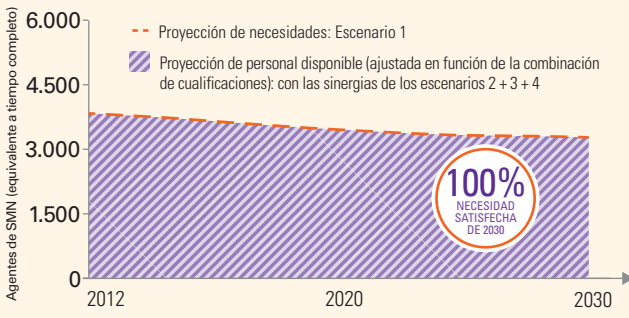 Agentes de SMN (equivalente a tiempo completo)
6.000
4.500
3.000
1.500
0
Proyección de necesidades: Escenario 1
Proyección de personal disponible (ajustada en función de la combinación
de cualificaciones): con las sinergias de los escenarios 2 + 3 + 4
100%
NECESIDAD
SATISFECHA
DE 2030
2012
2020
2030